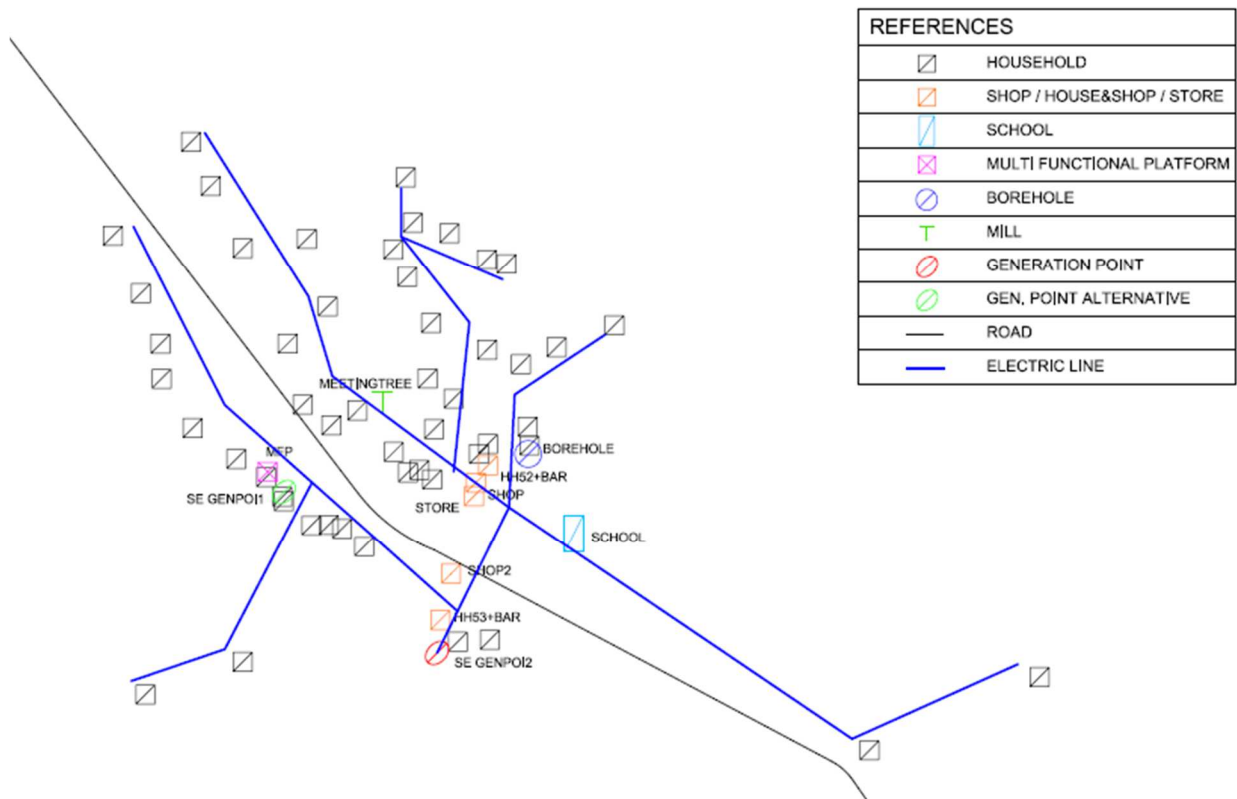 REFERENCES
HOUSEHOLD
SHOP / HOUSE&SHOP / STORE
SCHOOL
MULTI FUNCTIONAL PLATFORM
BOREHOLE
MILL
GENERATION POINT
GEN. POINT ALTERNATIVE
ROAD
ELECTRIC LINE
MEETINGTREE
MFP
SE GENPOI1
BOREHOLE
HH52+BAR
SHOP
STORE
SCHOOL
SHOP2
HH53+BAR
SE GENPOI2